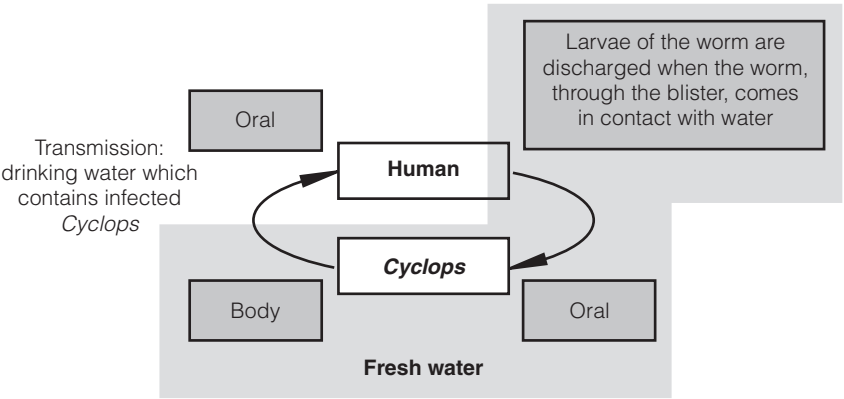 Larvae of the worm are
discharged when the worm,
through the blister, comes
in contact with water
Oral
Transmission:
drinking water which
contains infected
Cyclops
Human
Cyclops
Body
Oral
Fresh water